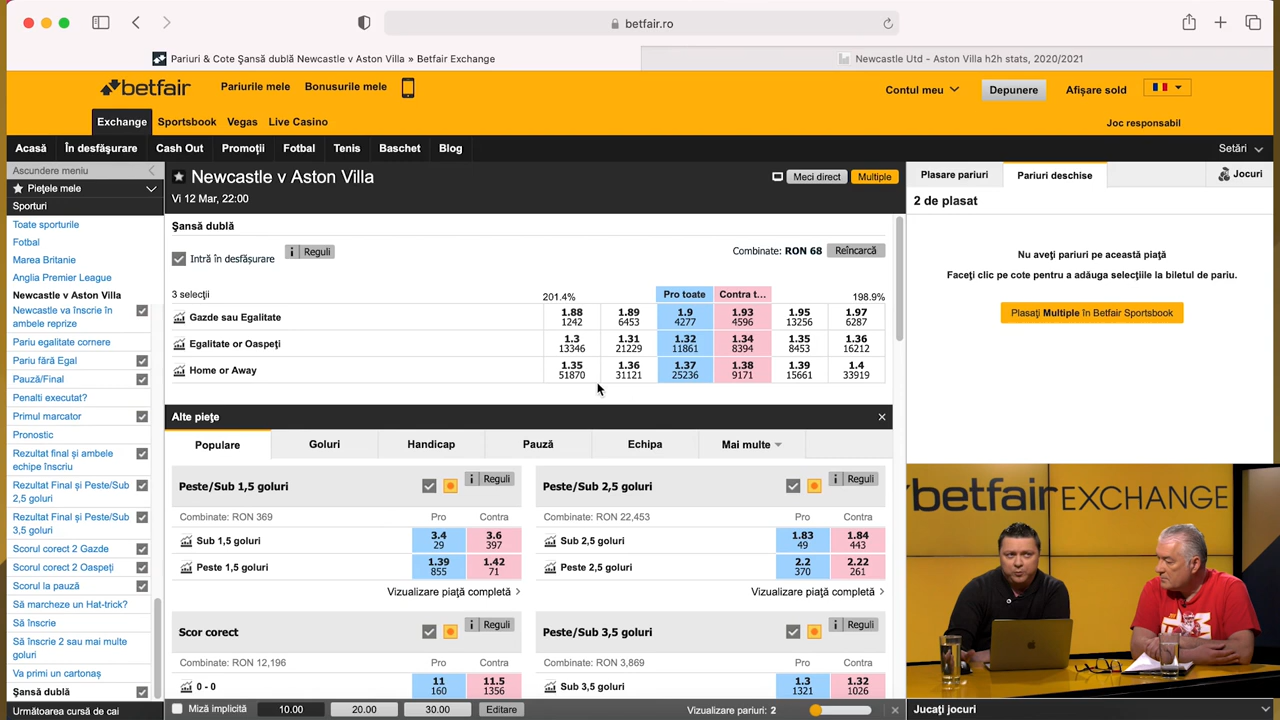 betfair.ro
Pariuri & Cote Șansă dublă Newcastle v Aston Villa » Betfair Exchange
Newcastle Utd - Aston Villa h2h stats, 2020/2021
betfair
Pariurile mele
Bonusurile mele
Contul meu
Depunere
Afișare sold
Exchange
Sportsbook
Vegas
Live Casino
Joc responsabil
Acasă
În desfășurare
Cash Out
Promoții
Fotbal
Tenis
Baschet
Blog
Setări
Ascundere meniu
Piețele mele
Sporturi
Toate sporturile
Fotbal
Marea Britanie
Anglia Premier League
Newcastle v Aston Villa
Newcastle va înscrie în
ambele reprize
Pariu egalitate cornere
Pariu fără Egal
Pauză/Final
Penalti executat?
Primul marcator
Pronostic
Rezultat final și ambele
echipe înscriu
Rezultat Final și Peste/Sub
2,5 goluri
Rezultat Final și Peste/Sub
3,5 goluri
Scorul corect 2 Gazde
Scorul corect 2 Oaspeți
Scorul la pauză
Să marcheze un Hat-trick?
Să înscrie
Să înscrie 2 sau mai multe
goluri
Va primi un cartonaș
Șansă dublă
Următoarea cursă de cai
Newcastle v Aston Villa
Meci direct
Multiple
Vi 12 Mar, 22:00
Șansă dublă
Intră în desfășurare
i Reguli
Combinate: RON 68
Reîncarcă
3 selecții
201.4%
Pro toate
Contra t...
198.9%
Gazde sau Egalitate
1.88 1.89 1.9 1.93 1.95 1.97
1242 6453 4277 4596 13256 6287
Egalitate or Oaspeți
1.3 1.31 1.32 1.34 1.35 1.36
13346 21229 11861 8394 8453 16212
Home or Away
1.35 1.36 1.37 1.38 1.39 1.4
51870 31121 25236 9171 15661 33919
Alte piețe
Populare
Goluri
Handicap
Pauză
Echipa
Mai multe
Peste/Sub 1,5 goluri
i Reguli
Combinate: RON 369
Pro
Contra
Sub 1,5 goluri
3.4 3.6
29 397
Peste 1,5 goluri
1.39 1.42
855 71
Vizualizare piață completă
Peste/Sub 2,5 goluri
i Reguli
Combinate: RON 22,453
Pro
Contra
Sub 2,5 goluri
1.83 1.84
49 443
Peste 2,5 goluri
2.2 2.22
370 261
Vizualizare piață completă
Scor corect
i Reguli
Combinate: RON 12,196
Pro
Contra
0 - 0
11 11.5
160 1356
Peste/Sub 3,5 goluri
i Reguli
Combinate: RON 3,869
Pro
Contra
Sub 3,5 goluri
1.3 1.32
1321 1026
Miză implicită
10.00
20.00
30.00
Editare
Vizualizare pariuri: 2
Plasare pariuri
Pariuri deschise
Jocuri
2 de plasat
Nu aveți pariuri pe această piață
Faceți clic pe cote pentru a adăuga selecțiile la biletul de pariu.
Plasați Multiple în Betfair Sportsbook
betfair EXCHANGE
Jucați jocuri